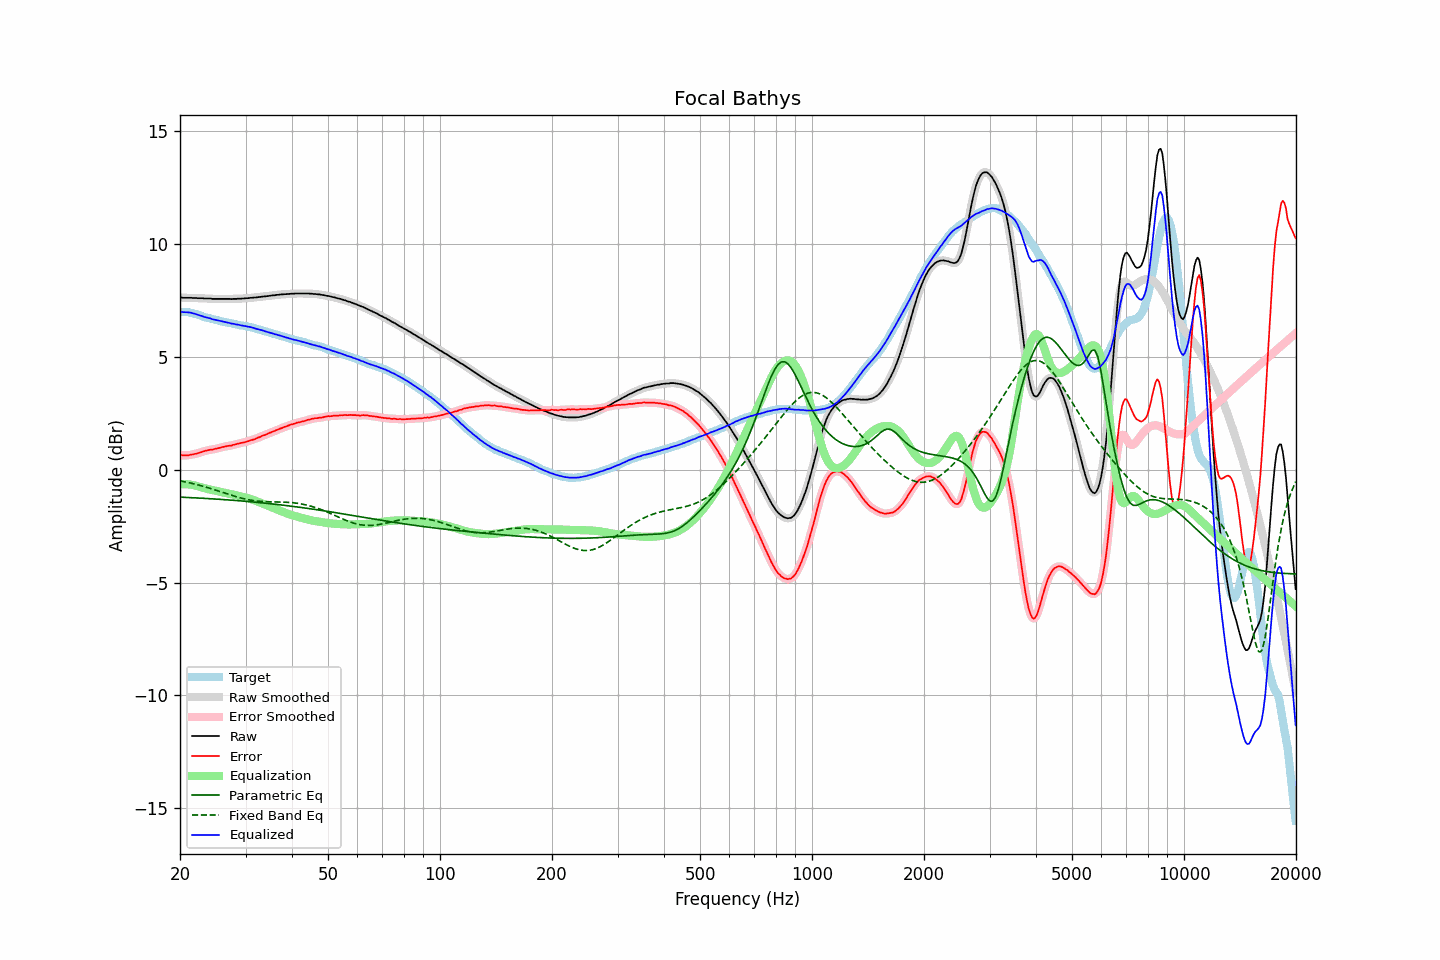 Focal Bathys
15
10
5
0
−5
−10
−15
Amplitude (dBr)
Target
Raw Smoothed
Error Smoothed
Raw
Error
Equalization
Parametric Eq
Fixed Band Eq
Equalized
20 50 100 200 500 1000 2000 5000 10000 20000
Frequency (Hz)